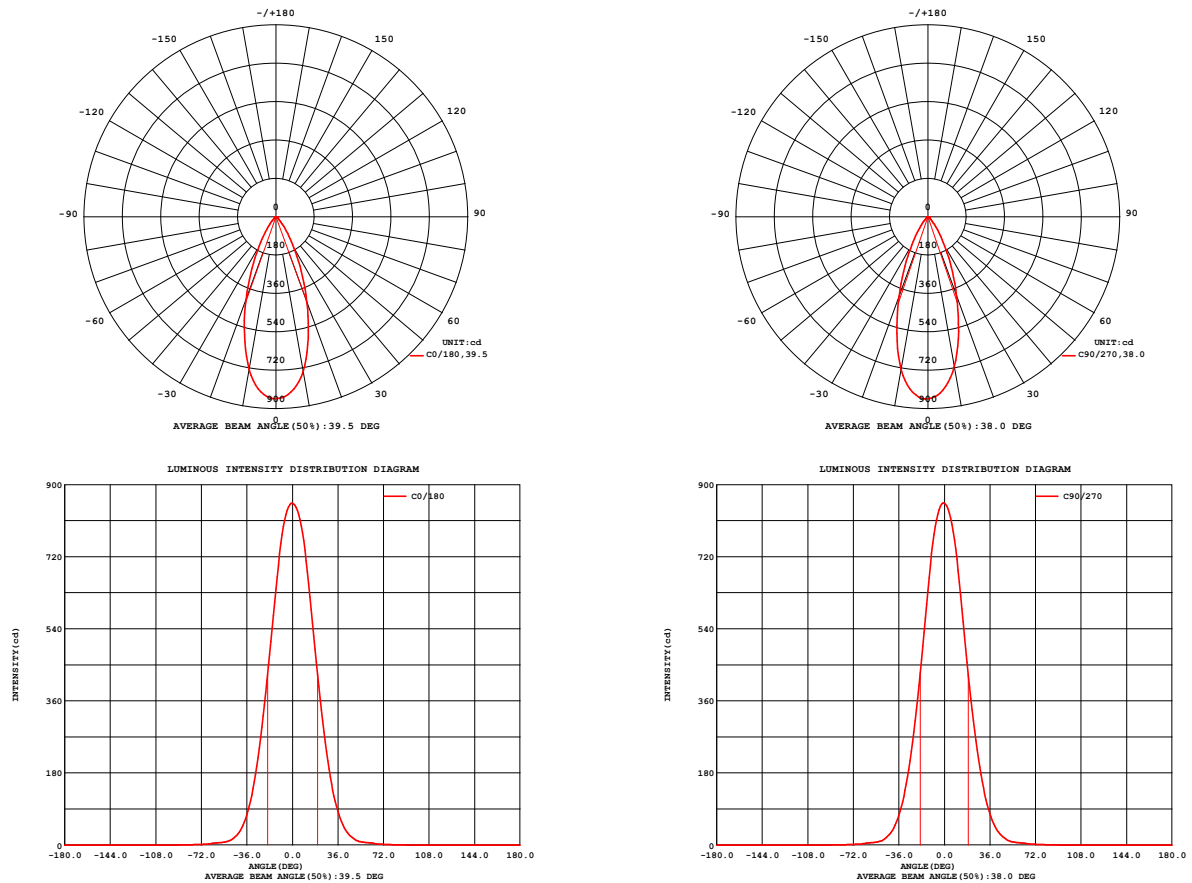 -/+180
-150 150
-120 120
-90 90
0
180
360
540
720
900
-60 60
-30 30
0
UNIT:cd
C0/180,39.5
AVERAGE BEAM ANGLE(50%):39.5 DEG
-/+180
-150 150
-120 120
-90 90
0
180
360
540
720
900
-60 60
-30 30
0
UNIT:cd
C90/270,38.0
AVERAGE BEAM ANGLE(50%):38.0 DEG
LUMINOUS INTENSITY DISTRIBUTION DIAGRAM
C0/180
INTENSITY(cd)
900
720
540
360
180
0
-180.0 -144.0 -108.0 -72.0 -36.0 0.0 36.0 72.0 108.0 144.0 180.0
ANGLE(DEG)
AVERAGE BEAM ANGLE(50%):39.5 DEG
LUMINOUS INTENSITY DISTRIBUTION DIAGRAM
C90/270
INTENSITY(cd)
900
720
540
360
180
0
-180.0 -144.0 -108.0 -72.0 -36.0 0.0 36.0 72.0 108.0 144.0 180.0
ANGLE(DEG)
AVERAGE BEAM ANGLE(50%):38.0 DEG